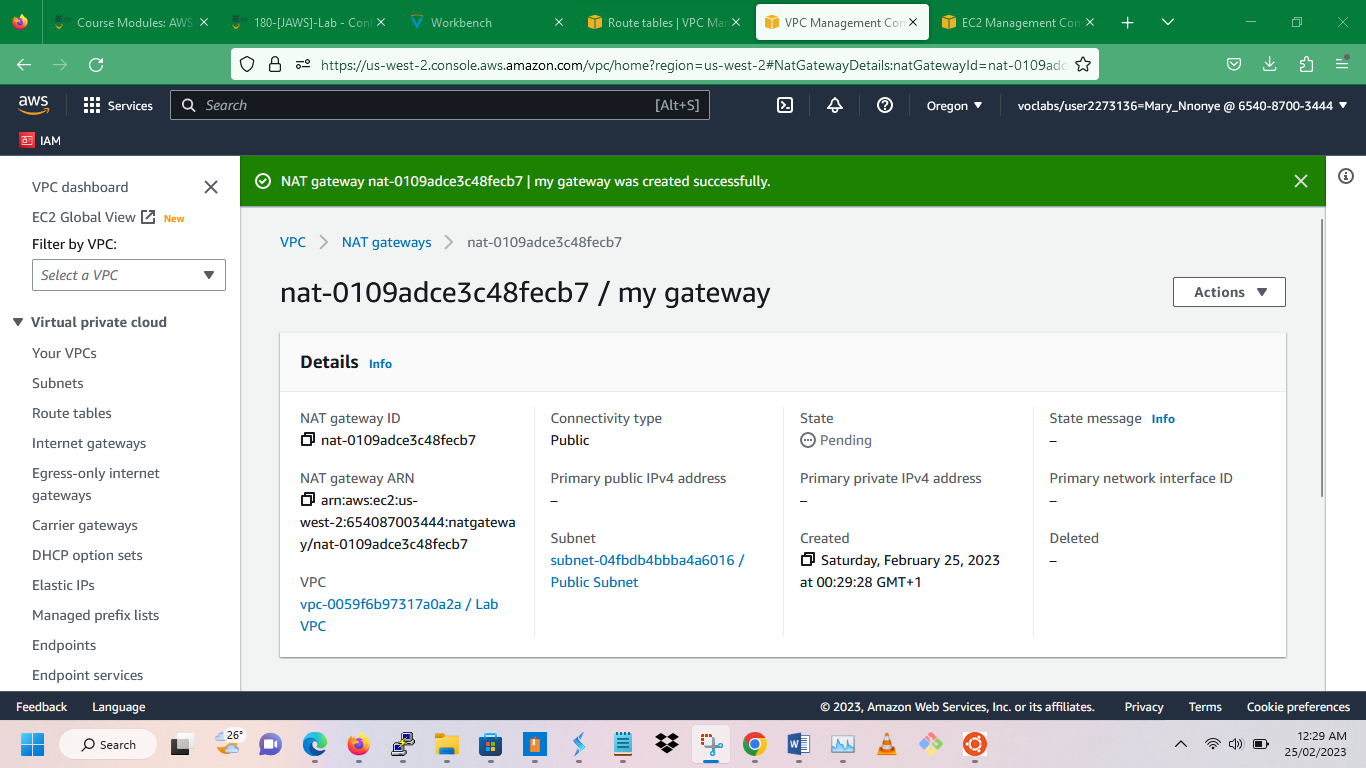 Course Modules: AWS
180-[JAWS]-Lab - Con
Workbench
Route tables | VPC Ma
VPC Management Con
EC2 Management Con
https://us-west-2.console.aws.amazon.com/vpc/home?region=us-west-2#NatGatewayDetails:natGatewayId=nat-0109adc
aws
Services
Search
[Alt+S]
Oregon
voclabs/user2273136=Mary_Nnonye @ 6540-8700-3444
IAM
VPC dashboard
EC2 Global View
New
Filter by VPC:
Select a VPC
Virtual private cloud
Your VPCs
Subnets
Route tables
Internet gateways
Egress-only internet
gateways
Carrier gateways
DHCP option sets
Elastic IPs
Managed prefix lists
Endpoints
Endpoint services
NAT gateway nat-0109adce3c48fecb7 | my gateway was created successfully.
VPC
NAT gateways
nat-0109adce3c48fecb7
nat-0109adce3c48fecb7 / my gateway
Actions
Details
Info
NAT gateway ID
nat-0109adce3c48fecb7
NAT gateway ARN
arn:aws:ec2:us-
west-2:654087003444:natgatewa
y/nat-0109adce3c48fecb7
VPC
vpc-0059f6b97317a0a2a / Lab
VPC
Connectivity type
Public
Primary public IPv4 address
–
Subnet
subnet-04fbdb4bbba4a6016 /
Public Subnet
State
Pending
Primary private IPv4 address
–
Created
Saturday, February 25, 2023
at 00:29:28 GMT+1
State message
Info
–
Primary network interface ID
–
Deleted
–
Feedback
Language
© 2023, Amazon Web Services, Inc. or its affiliates.
Privacy
Terms
Cookie preferences
Search
26°
12:29 AM
25/02/2023